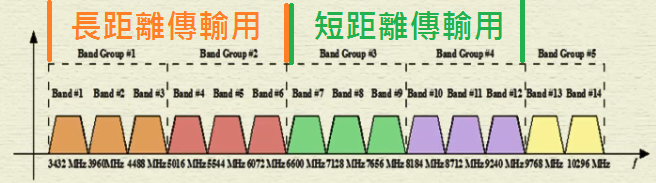 長距離傳輸用 短距離傳輸用
Band Group #1 Band Group #2 Band Group #3 Band Group #4 Band Group #5
Band #1 Band #2 Band #3 Band #4 Band #5 Band #6 Band #7 Band #8 Band #9 Band #10 Band #11 Band #12 Band #13 Band #14
3432 MHz 3960MHz 4488 MHz 5016 MHz 5544 MHz 6072 MHz 6600 MHz 7128 MHz 7656 MHz 8184 MHz 8712 MHz 9240 MHz 9768 MHz 10296 MHz f